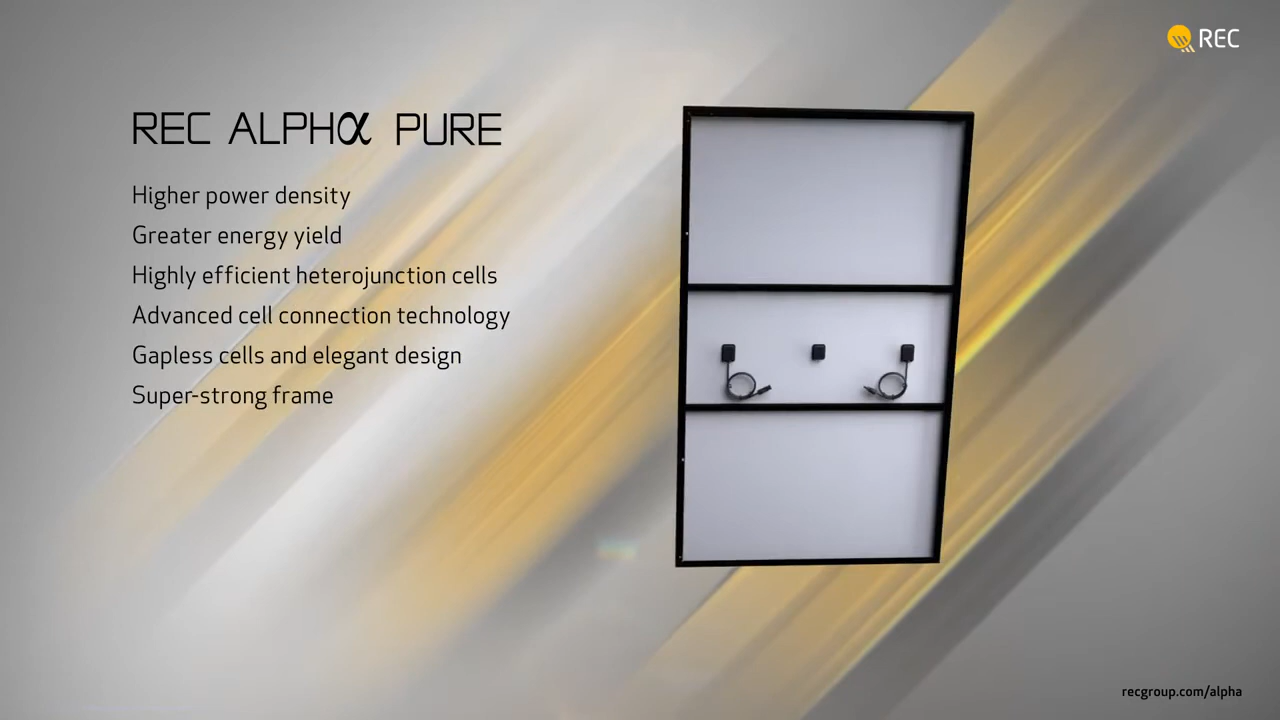 REC
REC ALPHα PURE
Higher power density
Greater energy yield
Highly efficient heterojunction cells
Advanced cell connection technology
Gapless cells and elegant design
Super-strong frame
recgroup.com/alpha